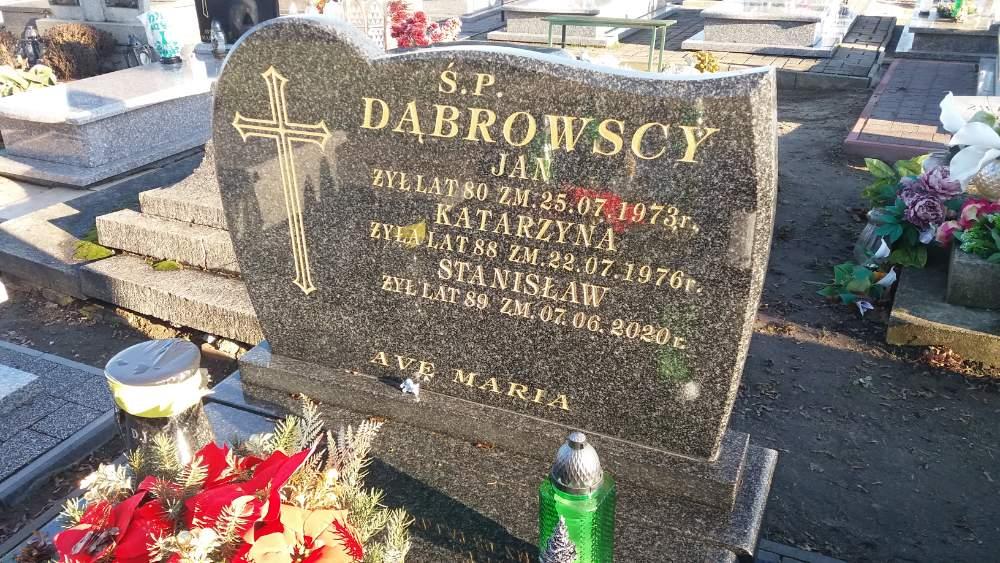 Ś.P.
DĄBROWSCY
JAN
ŻYŁ LAT 80 ZM. 25.07.1973r.
KATARZYNA
ŻYŁA LAT 88 ZM. 22.07.1976r.
STANISŁAW
ŻYŁ LAT 89 ZM. 07.06.2020r.
AVE MARIA